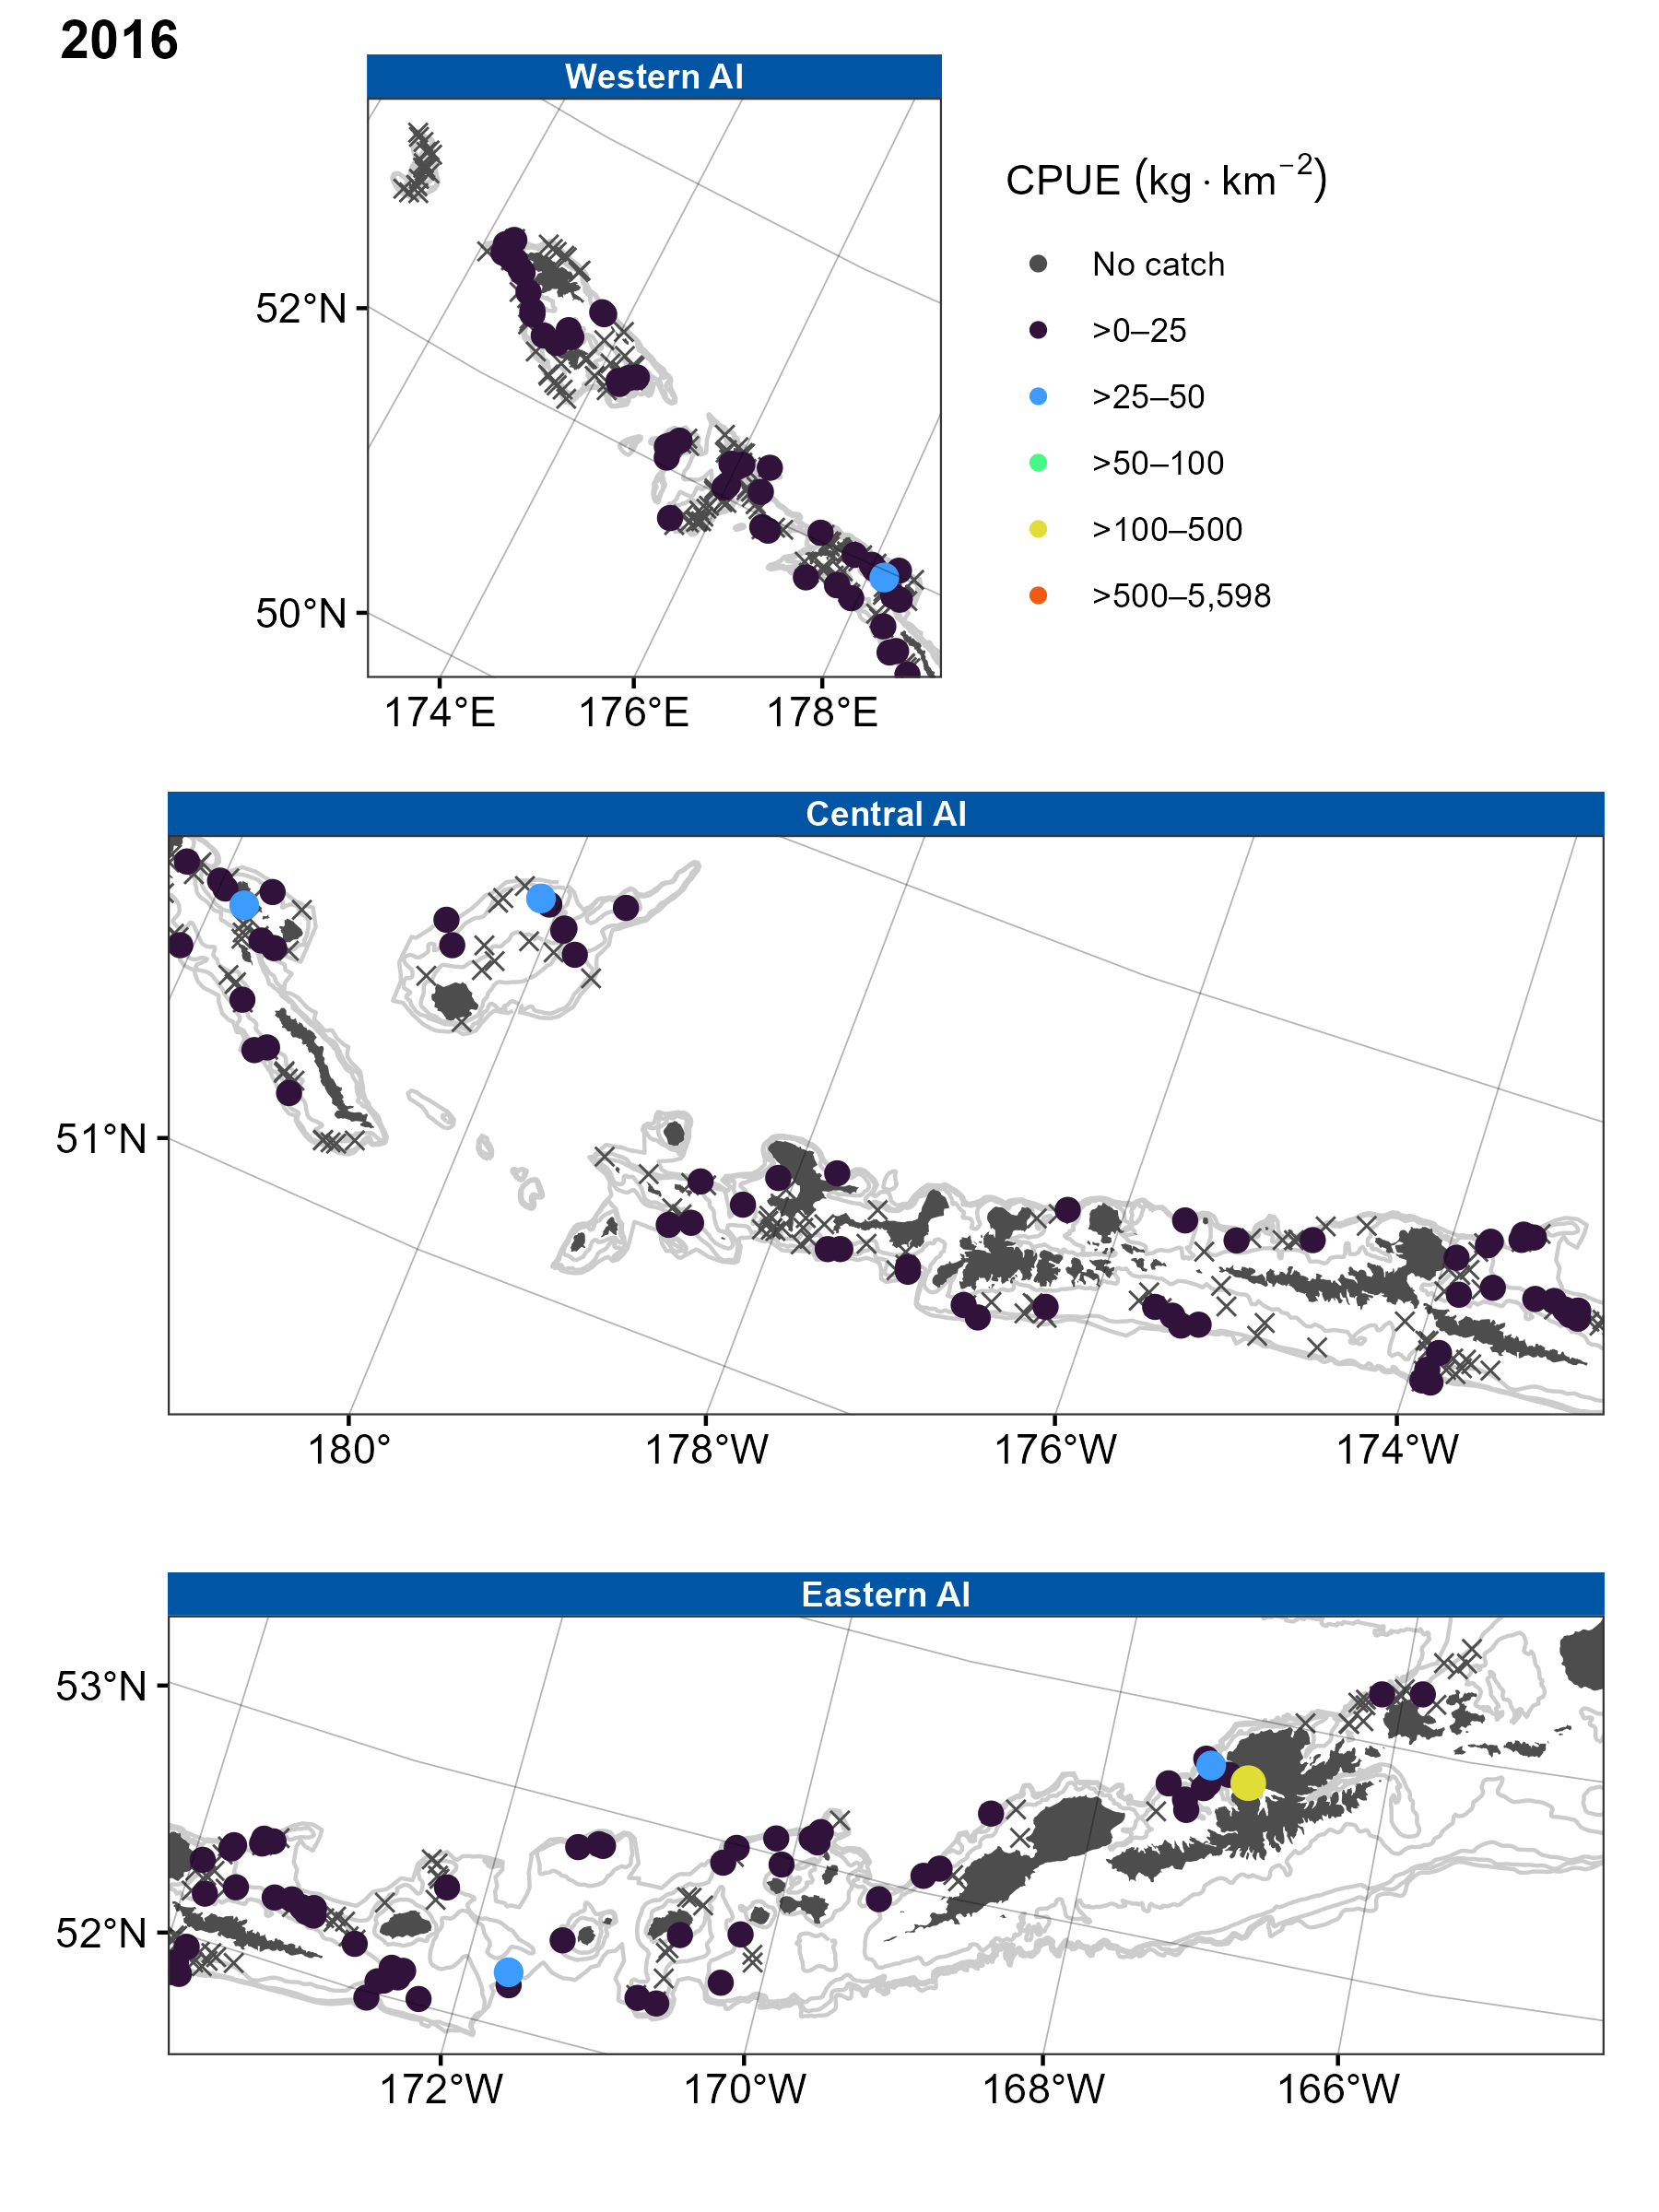 2016
Western AI
CPUE (kg · km⁻²)
No catch
>0–25
>25–50
>50–100
>100–500
>500–5,598
52°N
50°N
174°E 176°E 178°E
Central AI
51°N
180° 178°W 176°W 174°W
Eastern AI
53°N
52°N
172°W 170°W 168°W 166°W